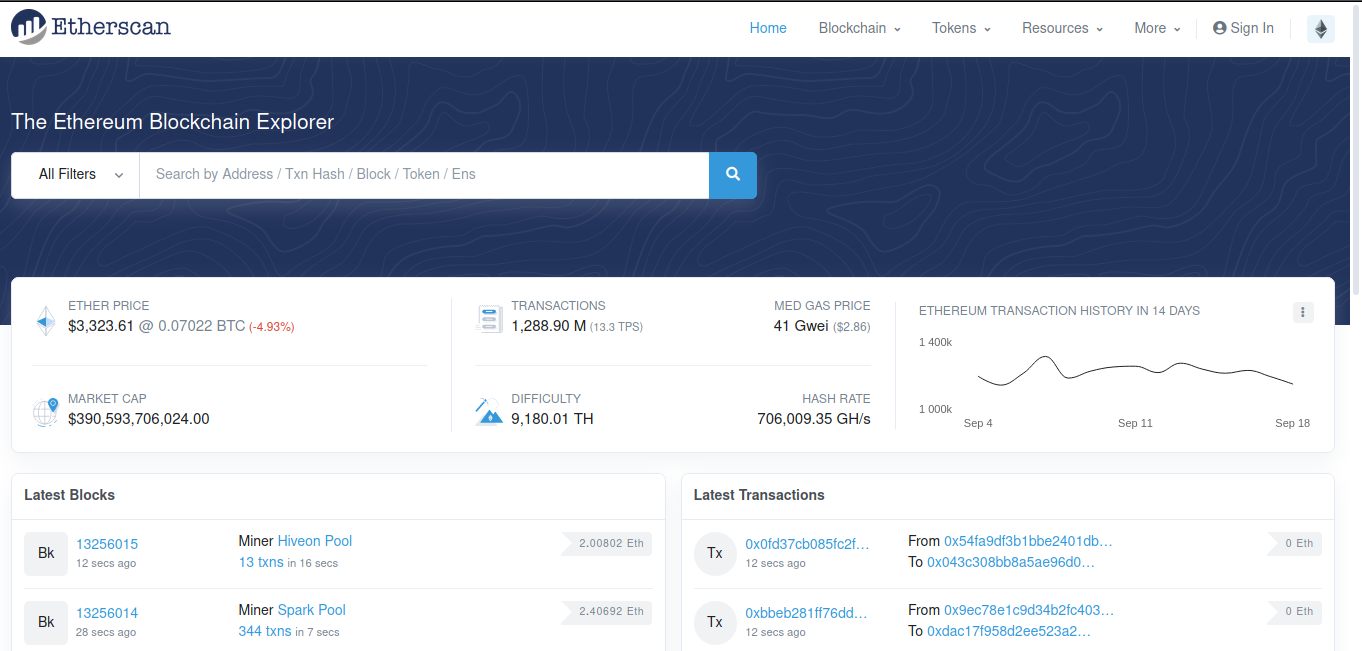 Etherscan
Home Blockchain Tokens Resources More Sign In
The Ethereum Blockchain Explorer
All Filters Search by Address / Txn Hash / Block / Token / Ens
ETHER PRICE
$3,323.61 @ 0.07022 BTC (-4.93%)
MARKET CAP
$390,593,706,024.00
TRANSACTIONS
1,288.90 M (13.3 TPS)
MED GAS PRICE
41 Gwei ($2.86)
DIFFICULTY
9,180.01 TH
HASH RATE
706,009.35 GH/s
ETHEREUM TRANSACTION HISTORY IN 14 DAYS
1 400k
1 000k
Sep 4 Sep 11 Sep 18
Latest Blocks
Bk
13256015
12 secs ago
Miner Hiveon Pool
13 txns in 16 secs
2.00802 Eth
Bk
13256014
28 secs ago
Miner Spark Pool
344 txns in 7 secs
2.40692 Eth
Latest Transactions
Tx
0x0fd37cb085fc2f...
12 secs ago
From 0x54fa9df3b1bbe2401db...
To 0x043c308bb8a5ae96d0...
0 Eth
Tx
0xbbeb281ff76dd...
12 secs ago
From 0x9ec78e1c9d34b2fc403...
To 0xdac17f958d2ee523a2...
0 Eth